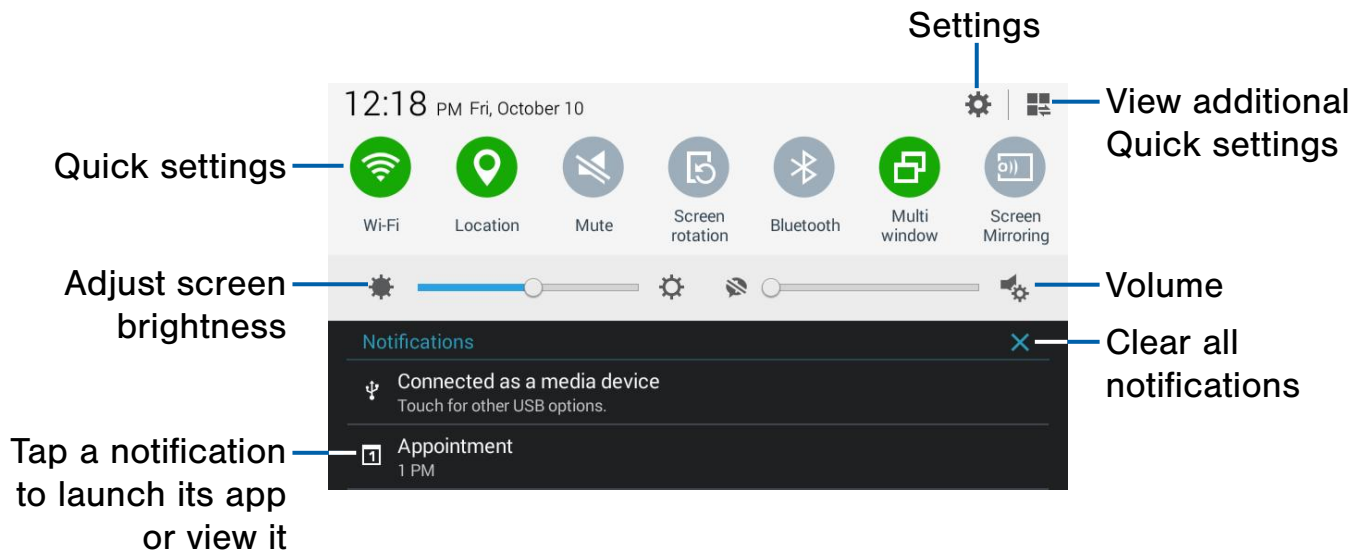 Settings
12:18 PM Fri, October 10
View additional
Quick settings
Quick settings
Wi-Fi
Location
Mute
Screen
rotation
Bluetooth
Multi
window
Screen
Mirroring
Adjust screen
brightness
Volume
Notifications
Clear all
notifications
Connected as a media device
Touch for other USB options.
Tap a notification
to launch its app
or view it
1
Appointment
1 PM